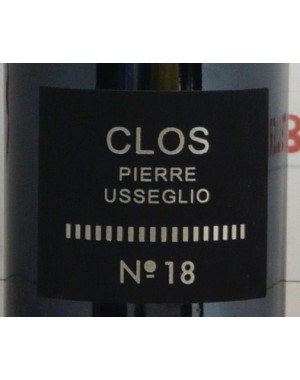 CLOS
PIERRE
USSEGLIO
Nº 18